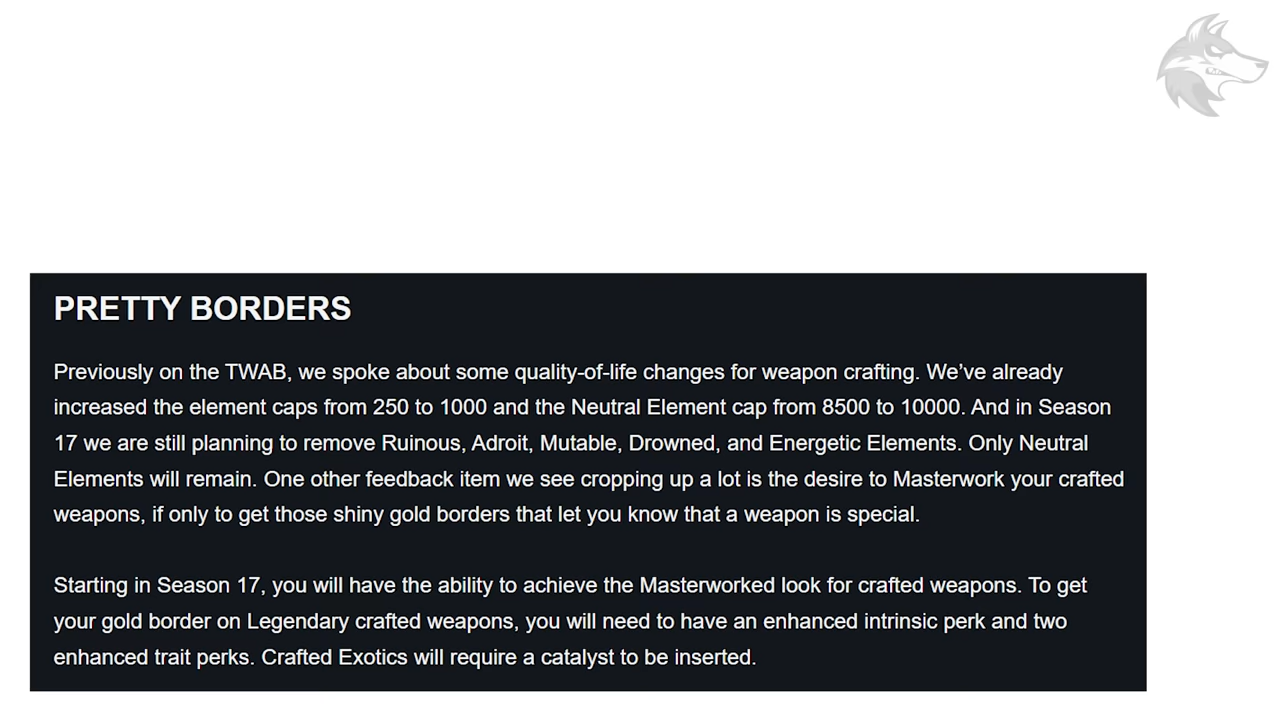 PRETTY BORDERS
Previously on the TWAB, we spoke about some quality-of-life changes for weapon crafting. We’ve already
increased the element caps from 250 to 1000 and the Neutral Element cap from 8500 to 10000. And in Season
17 we are still planning to remove Ruinous, Adroit, Mutable, Drowned, and Energetic Elements. Only Neutral
Elements will remain. One other feedback item we see cropping up a lot is the desire to Masterwork your crafted
weapons, if only to get those shiny gold borders that let you know that a weapon is special.
Starting in Season 17, you will have the ability to achieve the Masterworked look for crafted weapons. To get
your gold border on Legendary crafted weapons, you will need to have an enhanced intrinsic perk and two
enhanced trait perks. Crafted Exotics will require a catalyst to be inserted.